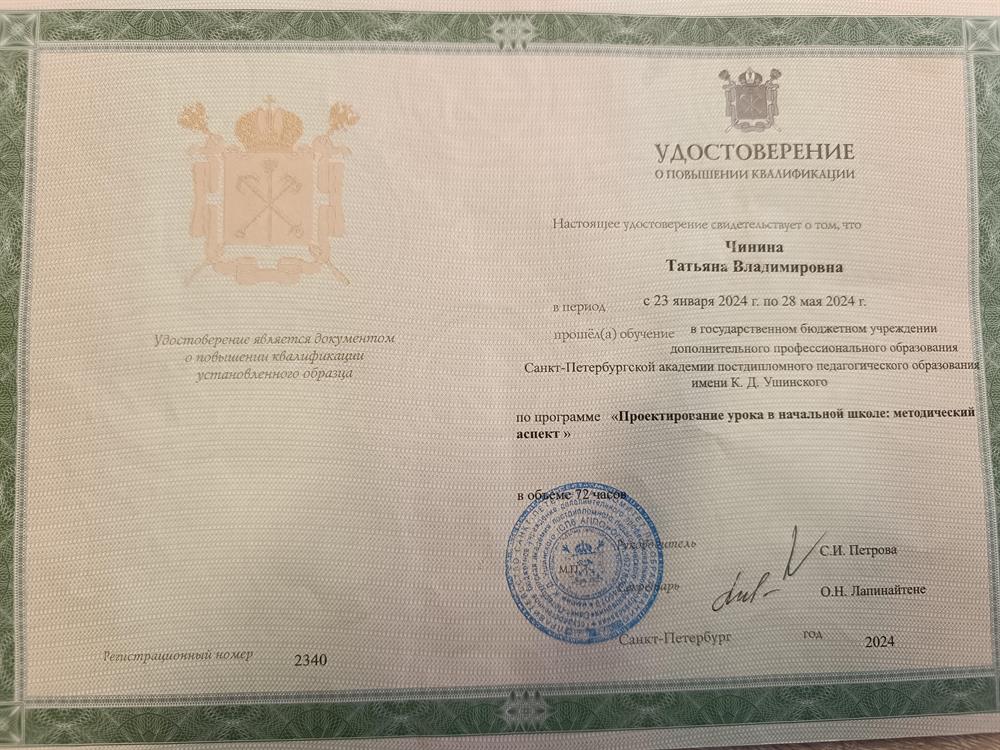 Удостоверение является документом
о повышении квалификации
установленного образца
Регистрационный номер 2340
УДОСТОВЕРЕНИЕ
О ПОВЫШЕНИИ КВАЛИФИКАЦИИ
Настоящее удостоверение свидетельствует о том, что
Чинина
Татьяна Владимировна
в период с 23 января 2024 г. по 28 мая 2024 г.
прошёл(а) обучение в государственном бюджетном учреждении
дополнительного профессионального образования
Санкт-Петербургской академии постдипломного педагогического образования
имени К. Д. Ушинского
по программе «Проектирование урока в начальной школе: методический
аспект »
в объёме 72 часов
Руководитель С.И. Петрова
М.П.
Секретарь О.Н. Лапинайтене
Санкт-Петербург год 2024